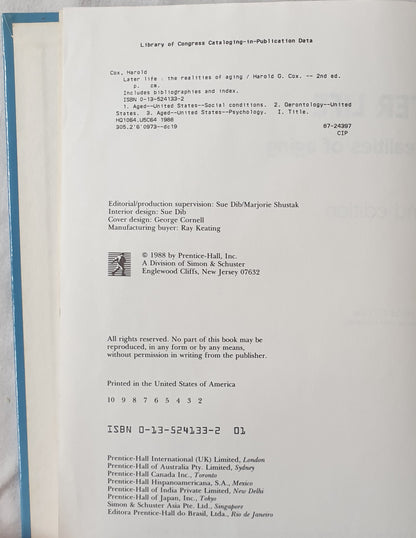 Library of Congress Cataloging-in-Publication Data
Cox, Harold
Later life : the realities of aging / Harold G. Cox. -- 2nd ed.
p. cm.
Includes bibliographies and index.
ISBN 0-13-524133-2
1. Aged--United States--Social conditions. 2. Gerontology--United
States. 3. Aged--United States--Psychology. I. Title.
HQ1064.U5C64 1988
305.2'6'0973--dc19 87-24397
CIP
Editorial/production supervision: Sue Dib/Marjorie Shustak
Interior design: Sue Dib
Cover design: George Cornell
Manufacturing buyer: Ray Keating
© 1988 by Prentice-Hall, Inc.
A Division of Simon & Schuster
Englewood Cliffs, New Jersey 07632
All rights reserved. No part of this book may be
reproduced, in any form or by any means,
without permission in writing from the publisher.
Printed in the United States of America
10 9 8 7 6 5 4 3 2
ISBN 0-13-524133-2 01
Prentice-Hall International (UK) Limited, London
Prentice-Hall of Australia Pty. Limited, Sydney
Prentice-Hall Canada Inc., Toronto
Prentice-Hall Hispanoamericana, S.A., Mexico
Prentice-Hall of India Private Limited, New Delhi
Prentice-Hall of Japan, Inc., Tokyo
Simon & Schuster Asia Pte. Ltd., Singapore
Editora Prentice-Hall do Brasil, Ltda., Rio de Janeiro